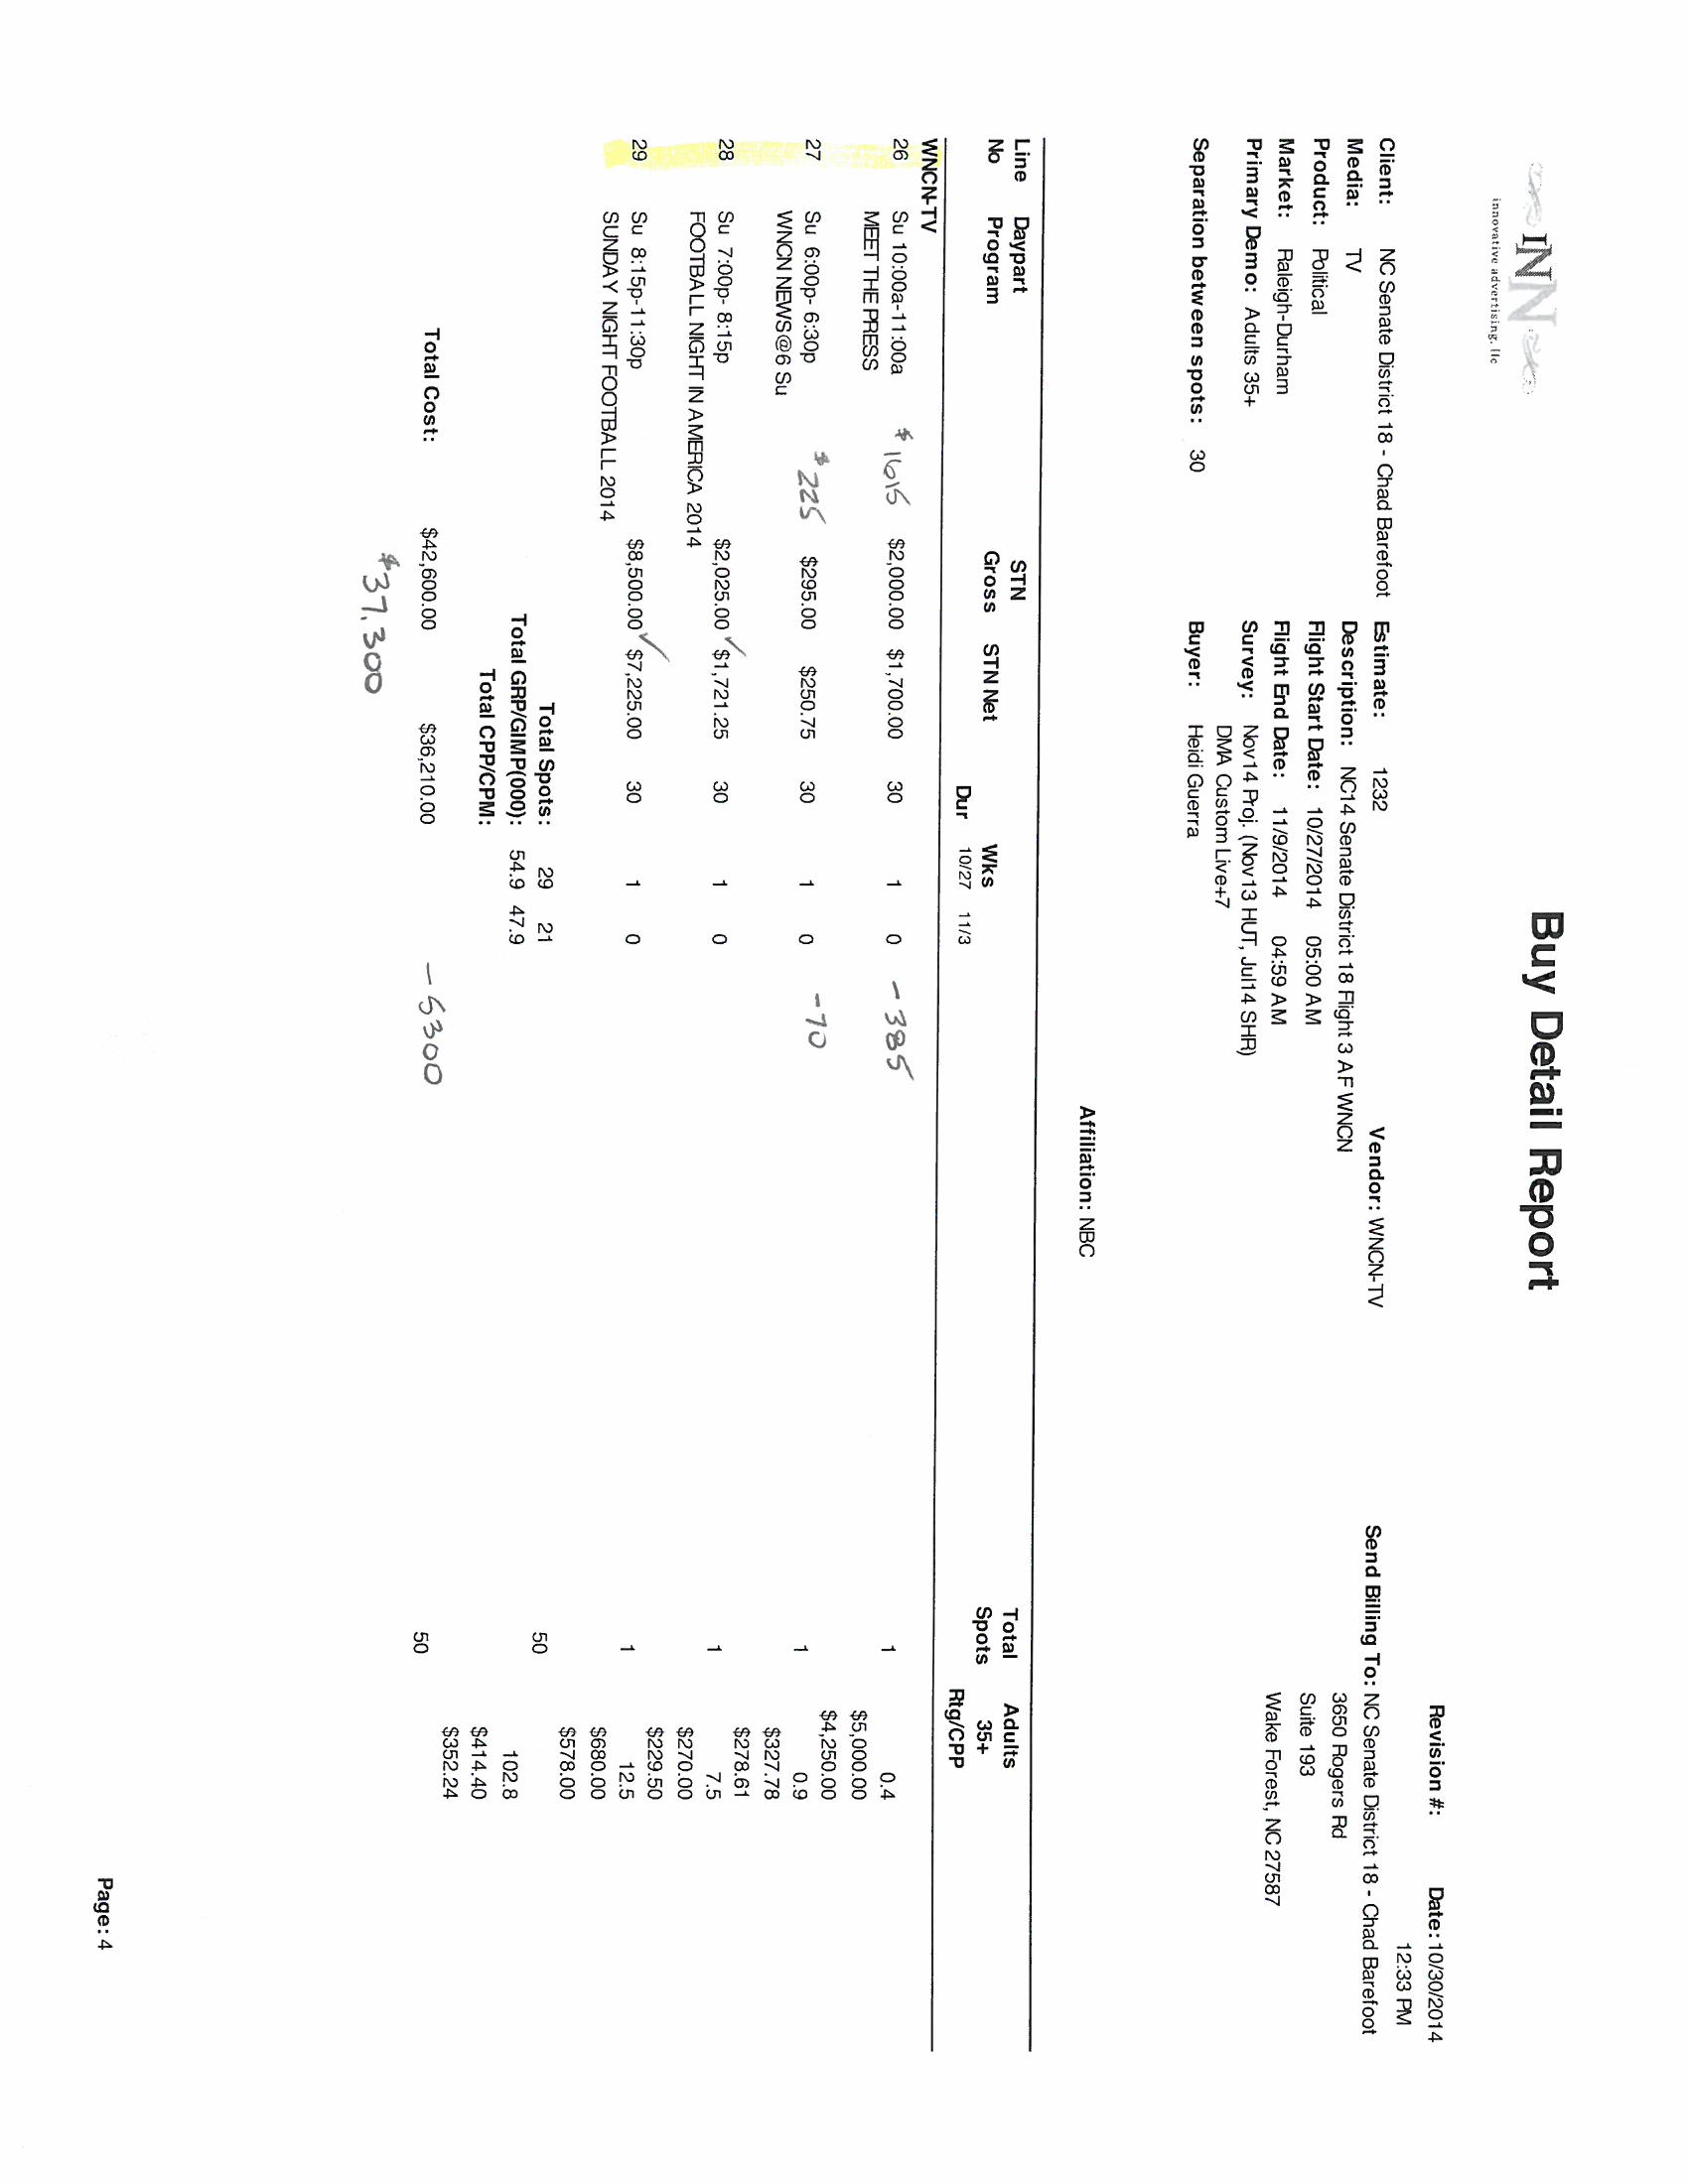 INN
innovative advertising, llc
Buy Detail Report
Revision #: Date: 10/30/2014
12:33 PM
Client: NC Senate District 18 - Chad Barefoot Estimate: 1232 Vendor: WNCN-TV Send Billing To: NC Senate District 18 - Chad Barefoot
Media: TV Description: NC14 Senate District 18 Flight 3 AF WNCN 3650 Rogers Rd
Product: Political Flight Start Date: 10/27/2014 05:00 AM Suite 193
Market: Raleigh-Durham Flight End Date: 11/9/2014 04:59 AM Wake Forest, NC 27587
Primary Demo: Adults 35+ Survey: Nov14 Proj. (Nov13 HUT, Jul14 SHR)
DMA Custom Live+7
Separation between spots: 30 Buyer: Heidi Guerra
Affiliation: NBC
Line Daypart STN Total Adults
No Program Gross STN Net Wks Spots 35+
Dur 10/27 11/3 Rtg/CPP
WNCN-TV
26 Su 10:00a-11:00a $1615 $2,000.00 $1,700.00 30 1 0 -385 1 0.4
MEET THE PRESS $5,000.00
$4,250.00
27 Su 6:00p- 6:30p $225 $295.00 $250.75 30 1 0 -70 1 0.9
WNCN NEWS@6 Su $327.78
$278.61
28 Su 7:00p- 8:15p $2,025.00 ✓ $1,721.25 30 1 0 1 7.5
FOOTBALL NIGHT IN AMERICA 2014 $270.00
$229.50
29 Su 8:15p-11:30p $8,500.00 ✓ $7,225.00 30 1 0 1 12.5
SUNDAY NIGHT FOOTBALL 2014 $680.00
$578.00
Total Spots: 29 21 50
Total GRP/GIMP(000): 54.9 47.9 102.8
Total CPP/CPM: $414.40
$352.24
Total Cost: $42,600.00 $36,210.00 -5300 50
$37,300
Page: 4